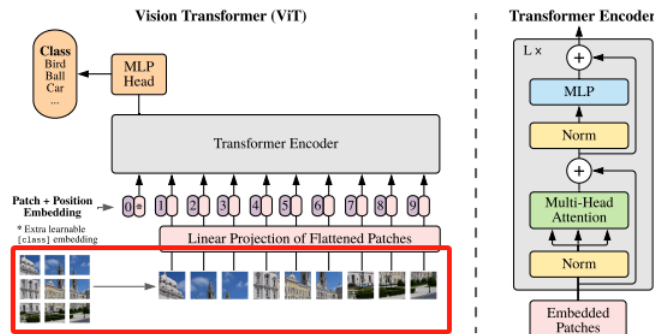 Vision Transformer (ViT)
Class
Bird
Ball
Car
...
MLP
Head
Transformer Encoder
Patch + Position
Embedding
0 * 1 2 3 4 5 6 7 8 9
* Extra learnable
[class] embedding
Linear Projection of Flattened Patches
Transformer Encoder
L ×
+
MLP
Norm
+
Multi-Head
Attention
Norm
Embedded
Patches